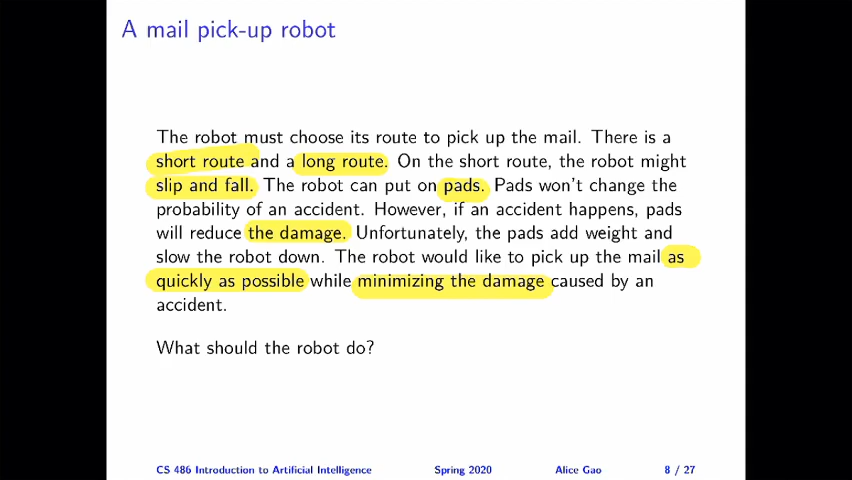 A mail pick-up robot
The robot must choose its route to pick up the mail. There is a
short route and a long route. On the short route, the robot might
slip and fall. The robot can put on pads. Pads won't change the
probability of an accident. However, if an accident happens, pads
will reduce the damage. Unfortunately, the pads add weight and
slow the robot down. The robot would like to pick up the mail as
quickly as possible while minimizing the damage caused by an
accident.
What should the robot do?
CS 486 Introduction to Artificial Intelligence Spring 2020 Alice Gao 8 / 27